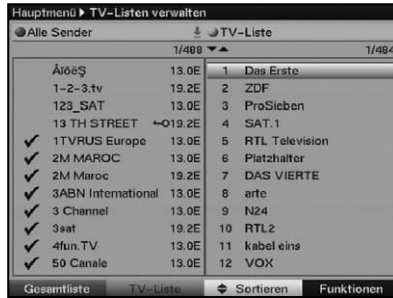 Hauptmenü ▶ TV-Listen verwalten
Alle Sender
1/488
ÅĪōëŞ 13.0E
1-2-3.tv 19.2E
123_SAT 13.0E
13 TH STREET 19.2E
✓ 1TVRUS Europe 13.0E
✓ 2M MAROC 13.0E
✓ 2M Maroc 19.2E
✓ 3ABN International 13.0E
✓ 3 Channel 13.0E
✓ 3sat 19.2E
✓ 4fun.TV 13.0E
✓ 50 Canale 13.0E
TV-Liste
1/484
1 Das Erste
2 ZDF
3 ProSieben
4 SAT.1
5 RTL Television
6 Platzhalter
7 DAS VIERTE
8 arte
9 N24
10 RTL2
11 kabel eins
12 VOX
Gesamtliste TV-Liste Sortieren Funktionen